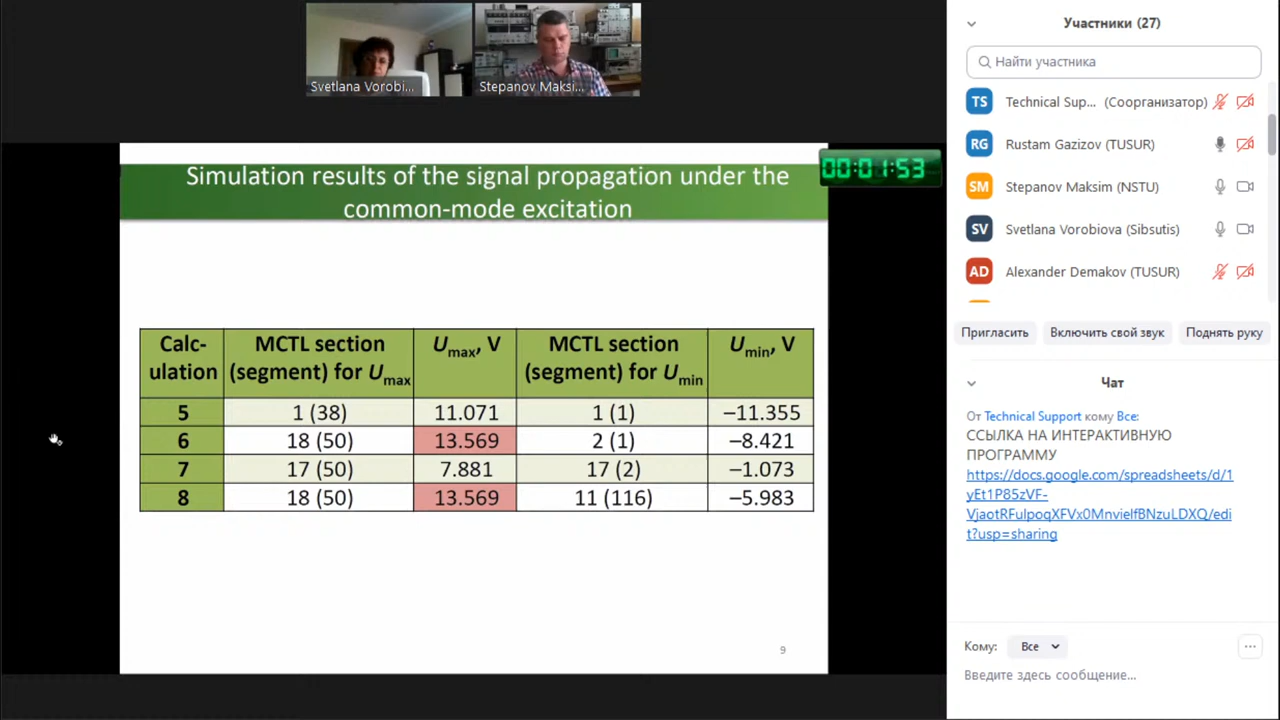 Svetlana Vorobi...
Stepanov Maksi...
Simulation results of the signal propagation under the
common-mode excitation
00:01:53
Calc-
ulation
MCTL section
(segment) for Umax
Umax, V
MCTL section
(segment) for Umin
Umin, V
5 1 (38) 11.071 1 (1) –11.355
6 18 (50) 13.569 2 (1) –8.421
7 17 (50) 7.881 17 (2) –1.073
8 18 (50) 13.569 11 (116) –5.983
9
Участники (27)
Найти участника
TS Technical Sup... (Соорганизатор)
RG Rustam Gazizov (TUSUR)
SM Stepanov Maksim (NSTU)
SV Svetlana Vorobiova (Sibsutis)
AD Alexander Demakov (TUSUR)
Пригласить Включить свой звук Поднять руку
Чат
От Technical Support кому Все:
ССЫЛКА НА ИНТЕРАКТИВНУЮ
ПРОГРАММУ
https://docs.google.com/spreadsheets/d/1
yEt1P85zVF-
VjaotRFulpoqXFVx0MnvielfBNzuLDXQ/edi
t?usp=sharing
Кому: Все
Введите здесь сообщение...